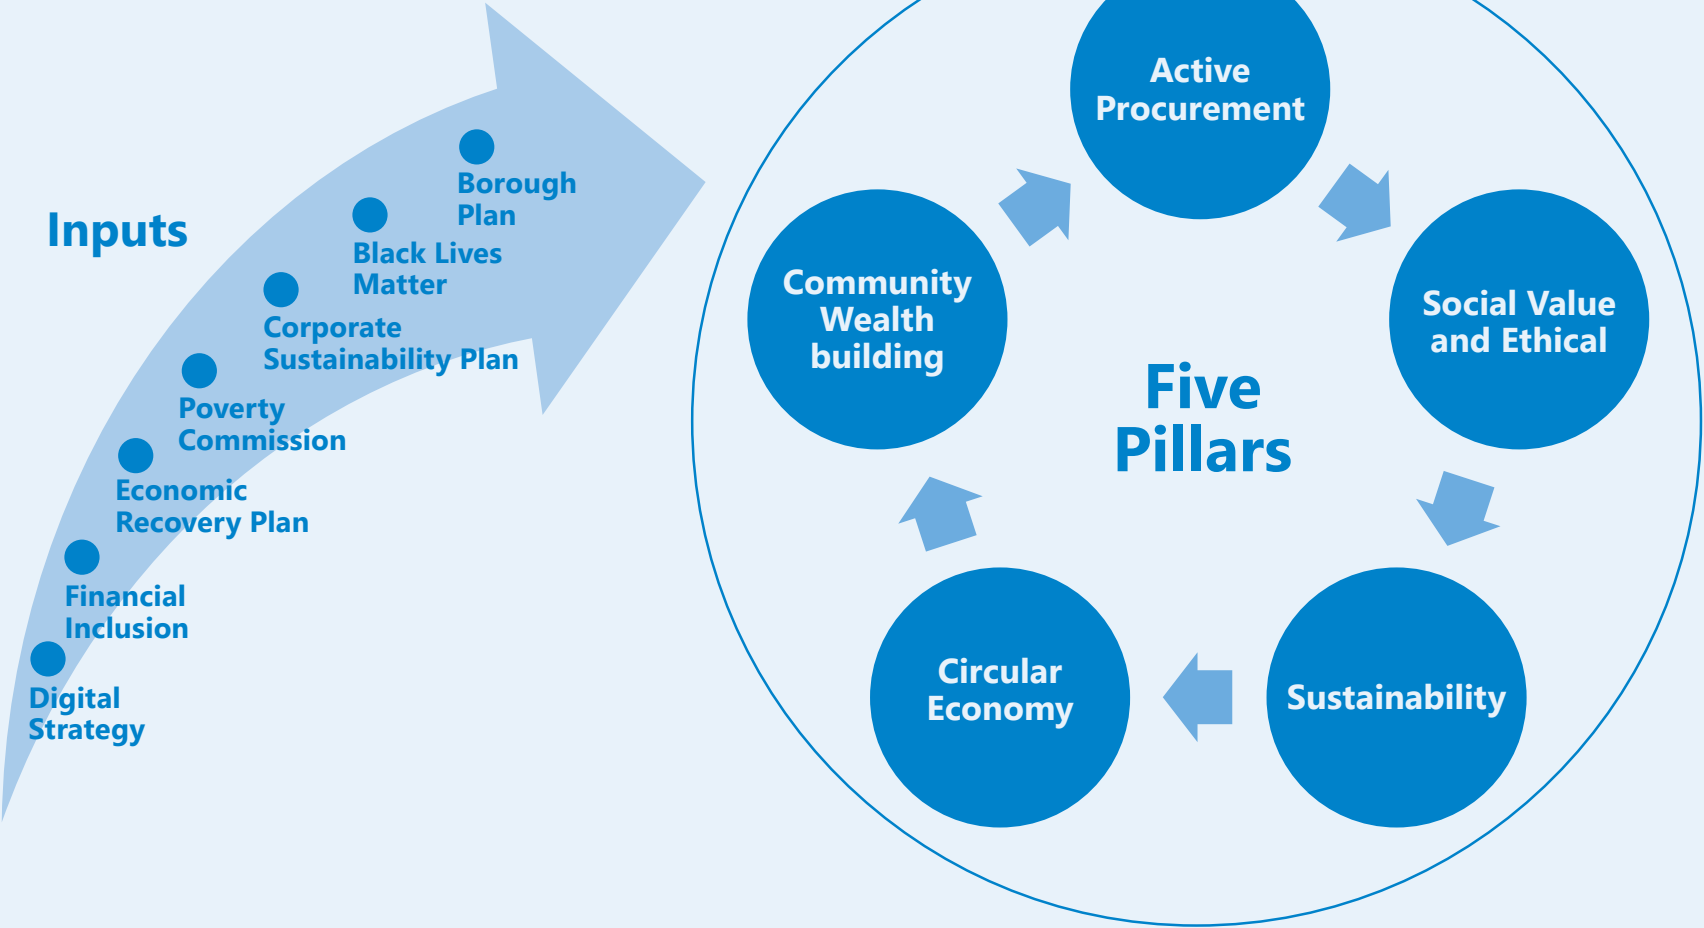 Inputs
Borough
Plan
Black Lives
Matter
Corporate
Sustainability Plan
Poverty
Commission
Economic
Recovery Plan
Financial
Inclusion
Digital
Strategy
Five
Pillars
Active
Procurement
Social Value
and Ethical
Sustainability
Circular
Economy
Community
Wealth
building